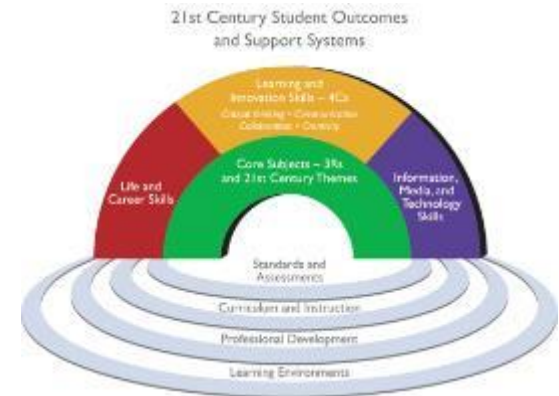 21st Century Student Outcomes
and Support Systems
Learning and
Innovation Skills – 4Cs
Critical thinking • Communication
Collaboration • Creativity
Core Subjects – 3Rs
and 21st Century Themes
Life and
Career Skills
Information,
Media, and
Technology
Skills
Standards and
Assessments
Curriculum and Instruction
Professional Development
Learning Environments